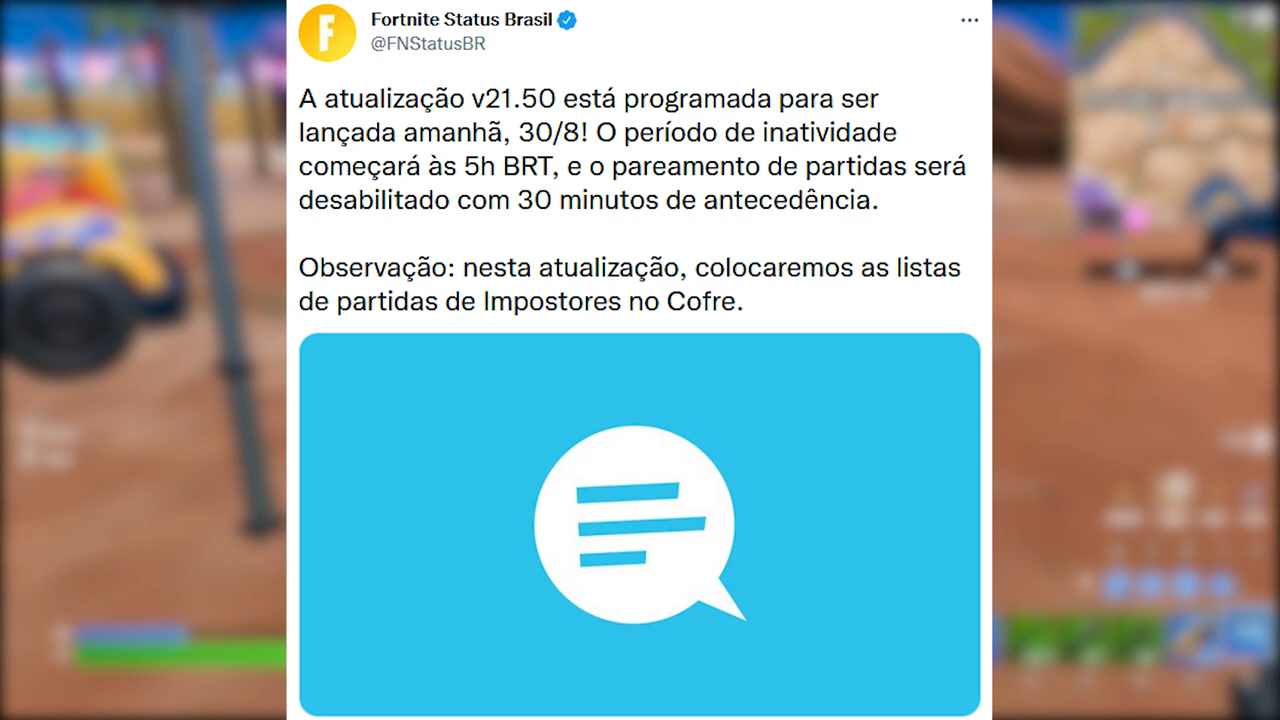 Fortnite Status Brasil
@FNStatusBR
A atualização v21.50 está programada para ser
lançada amanhã, 30/8! O período de inatividade
começará às 5h BRT, e o pareamento de partidas será
desabilitado com 30 minutos de antecedência.
Observação: nesta atualização, colocaremos as listas
de partidas de Impostores no Cofre.